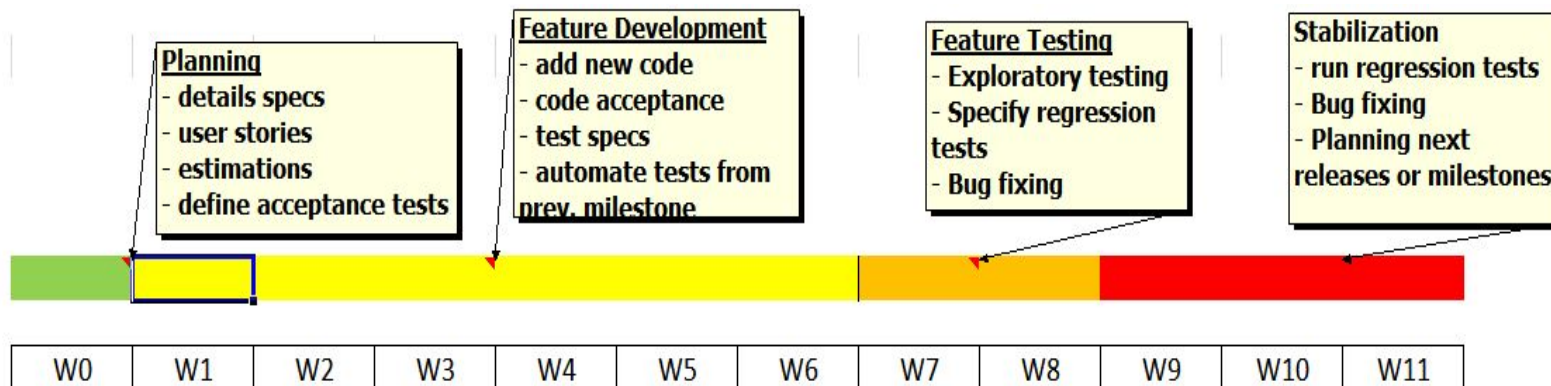 Planning
- details specs
- user stories
- estimations
- define acceptance tests
Feature Development
- add new code
- code acceptance
- test specs
- automate tests from
prev. milestone
Feature Testing
- Exploratory testing
- Specify regression
tests
- Bug fixing
Stabilization
- run regression tests
- Bug fixing
- Planning next
releases or milestones
W0 W1 W2 W3 W4 W5 W6 W7 W8 W9 W10 W11